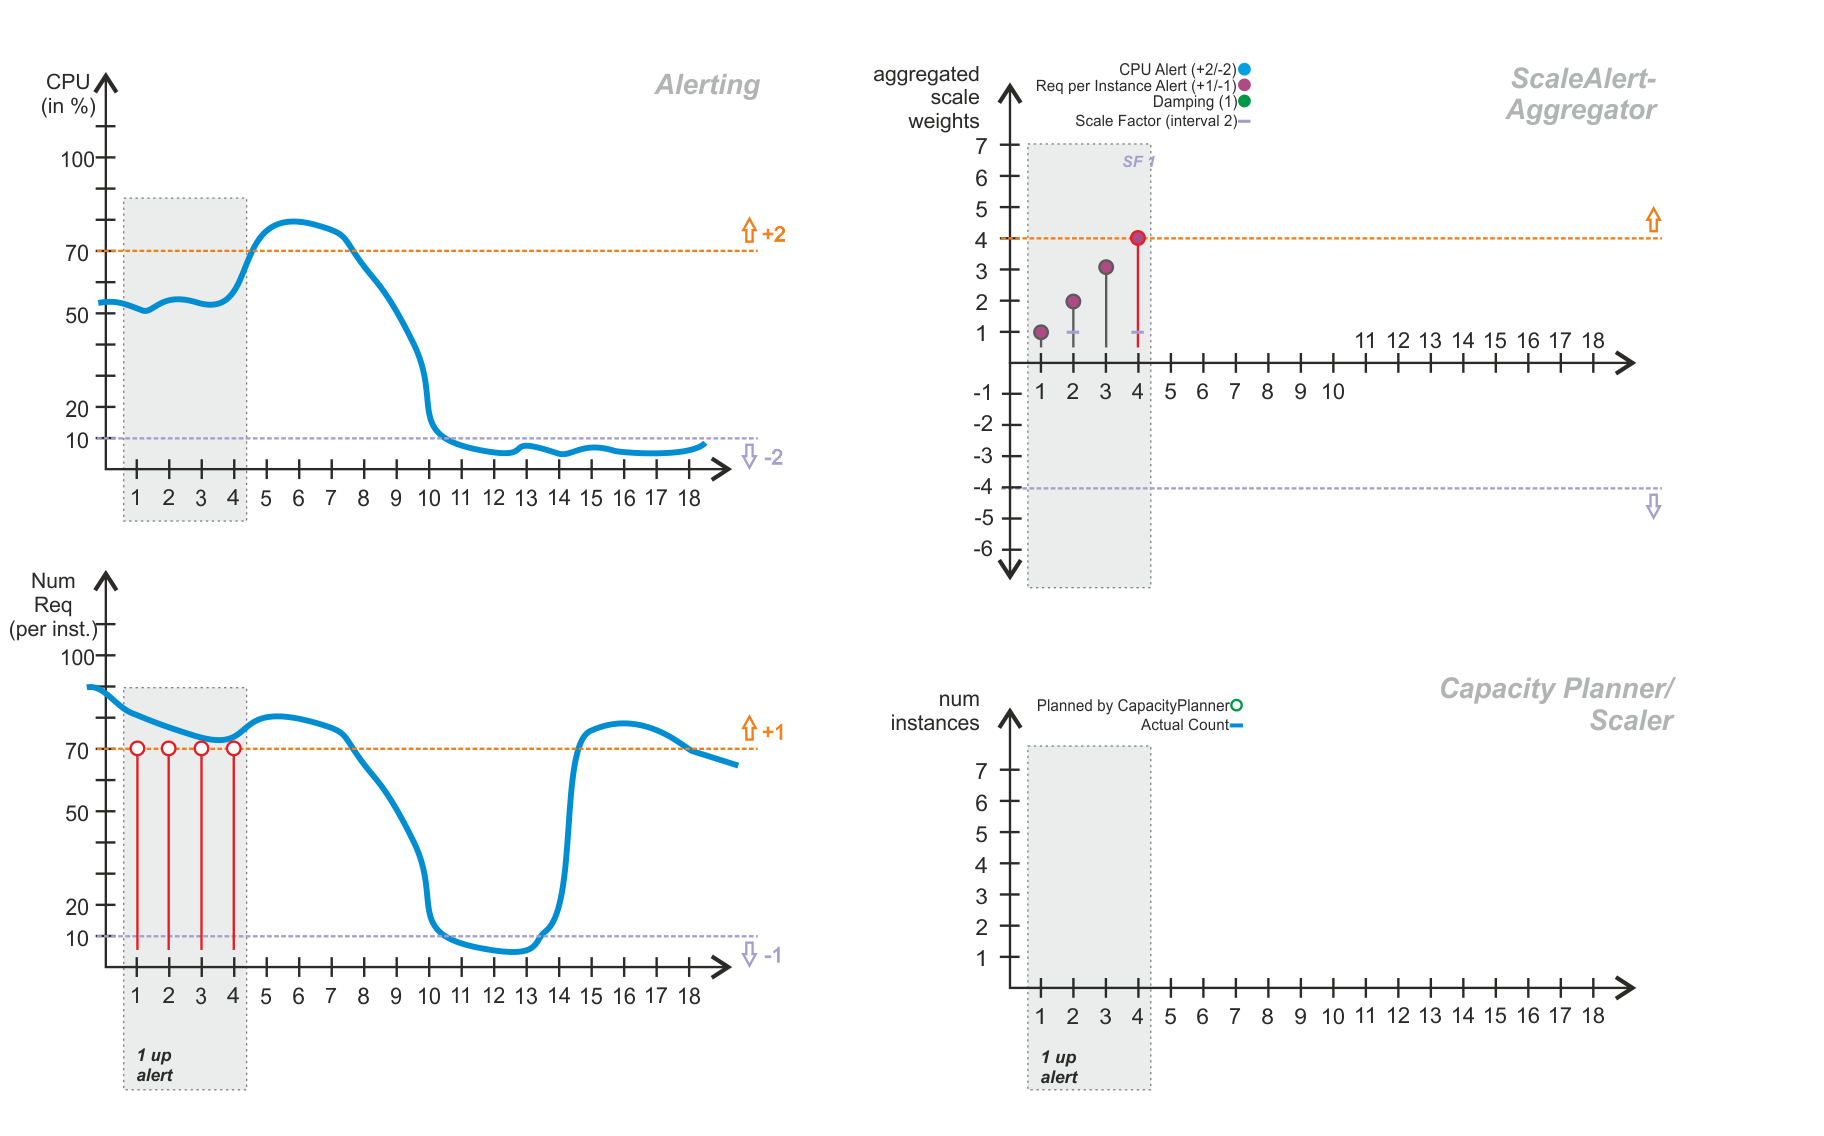 CPU
(in %)
Alerting
100
70
50
20
10
+2
-2
1 2 3 4 5 6 7 8 9 10 11 12 13 14 15 16 17 18
Num
Req
(per inst.)
100
70
50
20
10
+1
-1
1 2 3 4 5 6 7 8 9 10 11 12 13 14 15 16 17 18
1 up
alert
aggregated
scale
weights
CPU Alert (+2/-2)
Req per Instance Alert (+1/-1)
Damping (1)
Scale Factor (interval 2)
ScaleAlert-
Aggregator
SF 1
7
6
5
4
3
2
1
11 12 13 14 15 16 17 18
1 2 3 4 5 6 7 8 9 10
-1
-2
-3
-4
-5
-6
num
instances
Planned by CapacityPlanner
Actual Count
Capacity Planner/
Scaler
7
6
5
4
3
2
1
1 2 3 4 5 6 7 8 9 10 11 12 13 14 15 16 17 18
1 up
alert